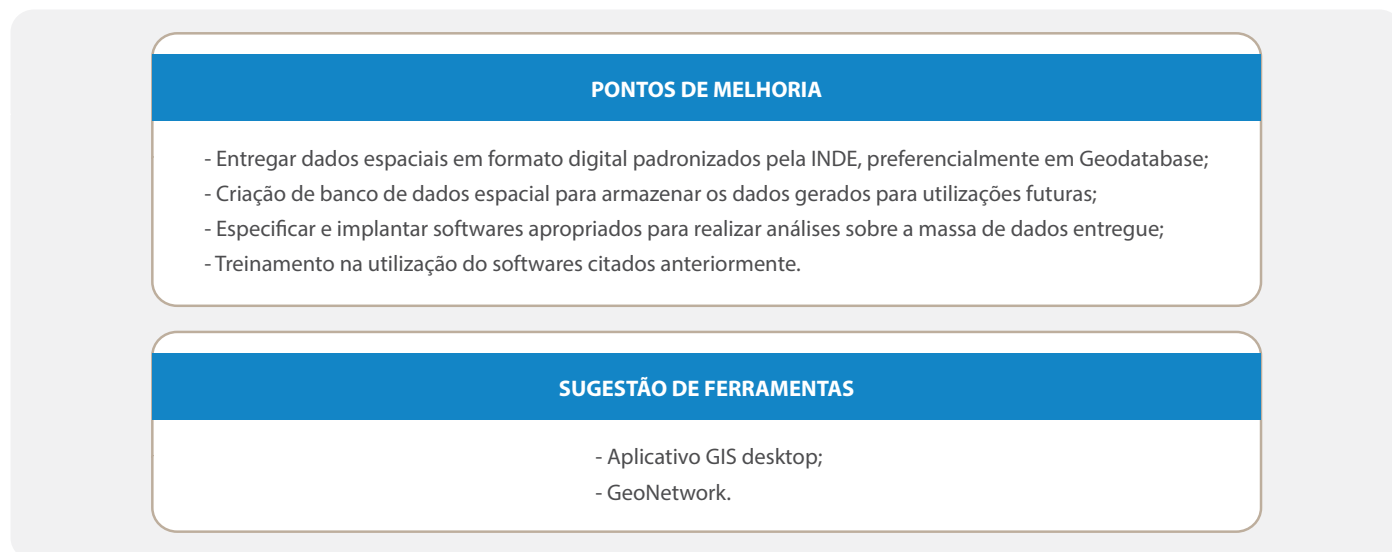 PONTOS DE MELHORIA
- Entregar dados espaciais em formato digital padronizados pela INDE, preferencialmente em Geodatabase;
- Criação de banco de dados espacial para armazenar os dados gerados para utilizações futuras;
- Especificar e implantar softwares apropriados para realizar análises sobre a massa de dados entregue;
- Treinamento na utilização do softwares citados anteriormente.
SUGESTÃO DE FERRAMENTAS
- Aplicativo GIS desktop;
- GeoNetwork.